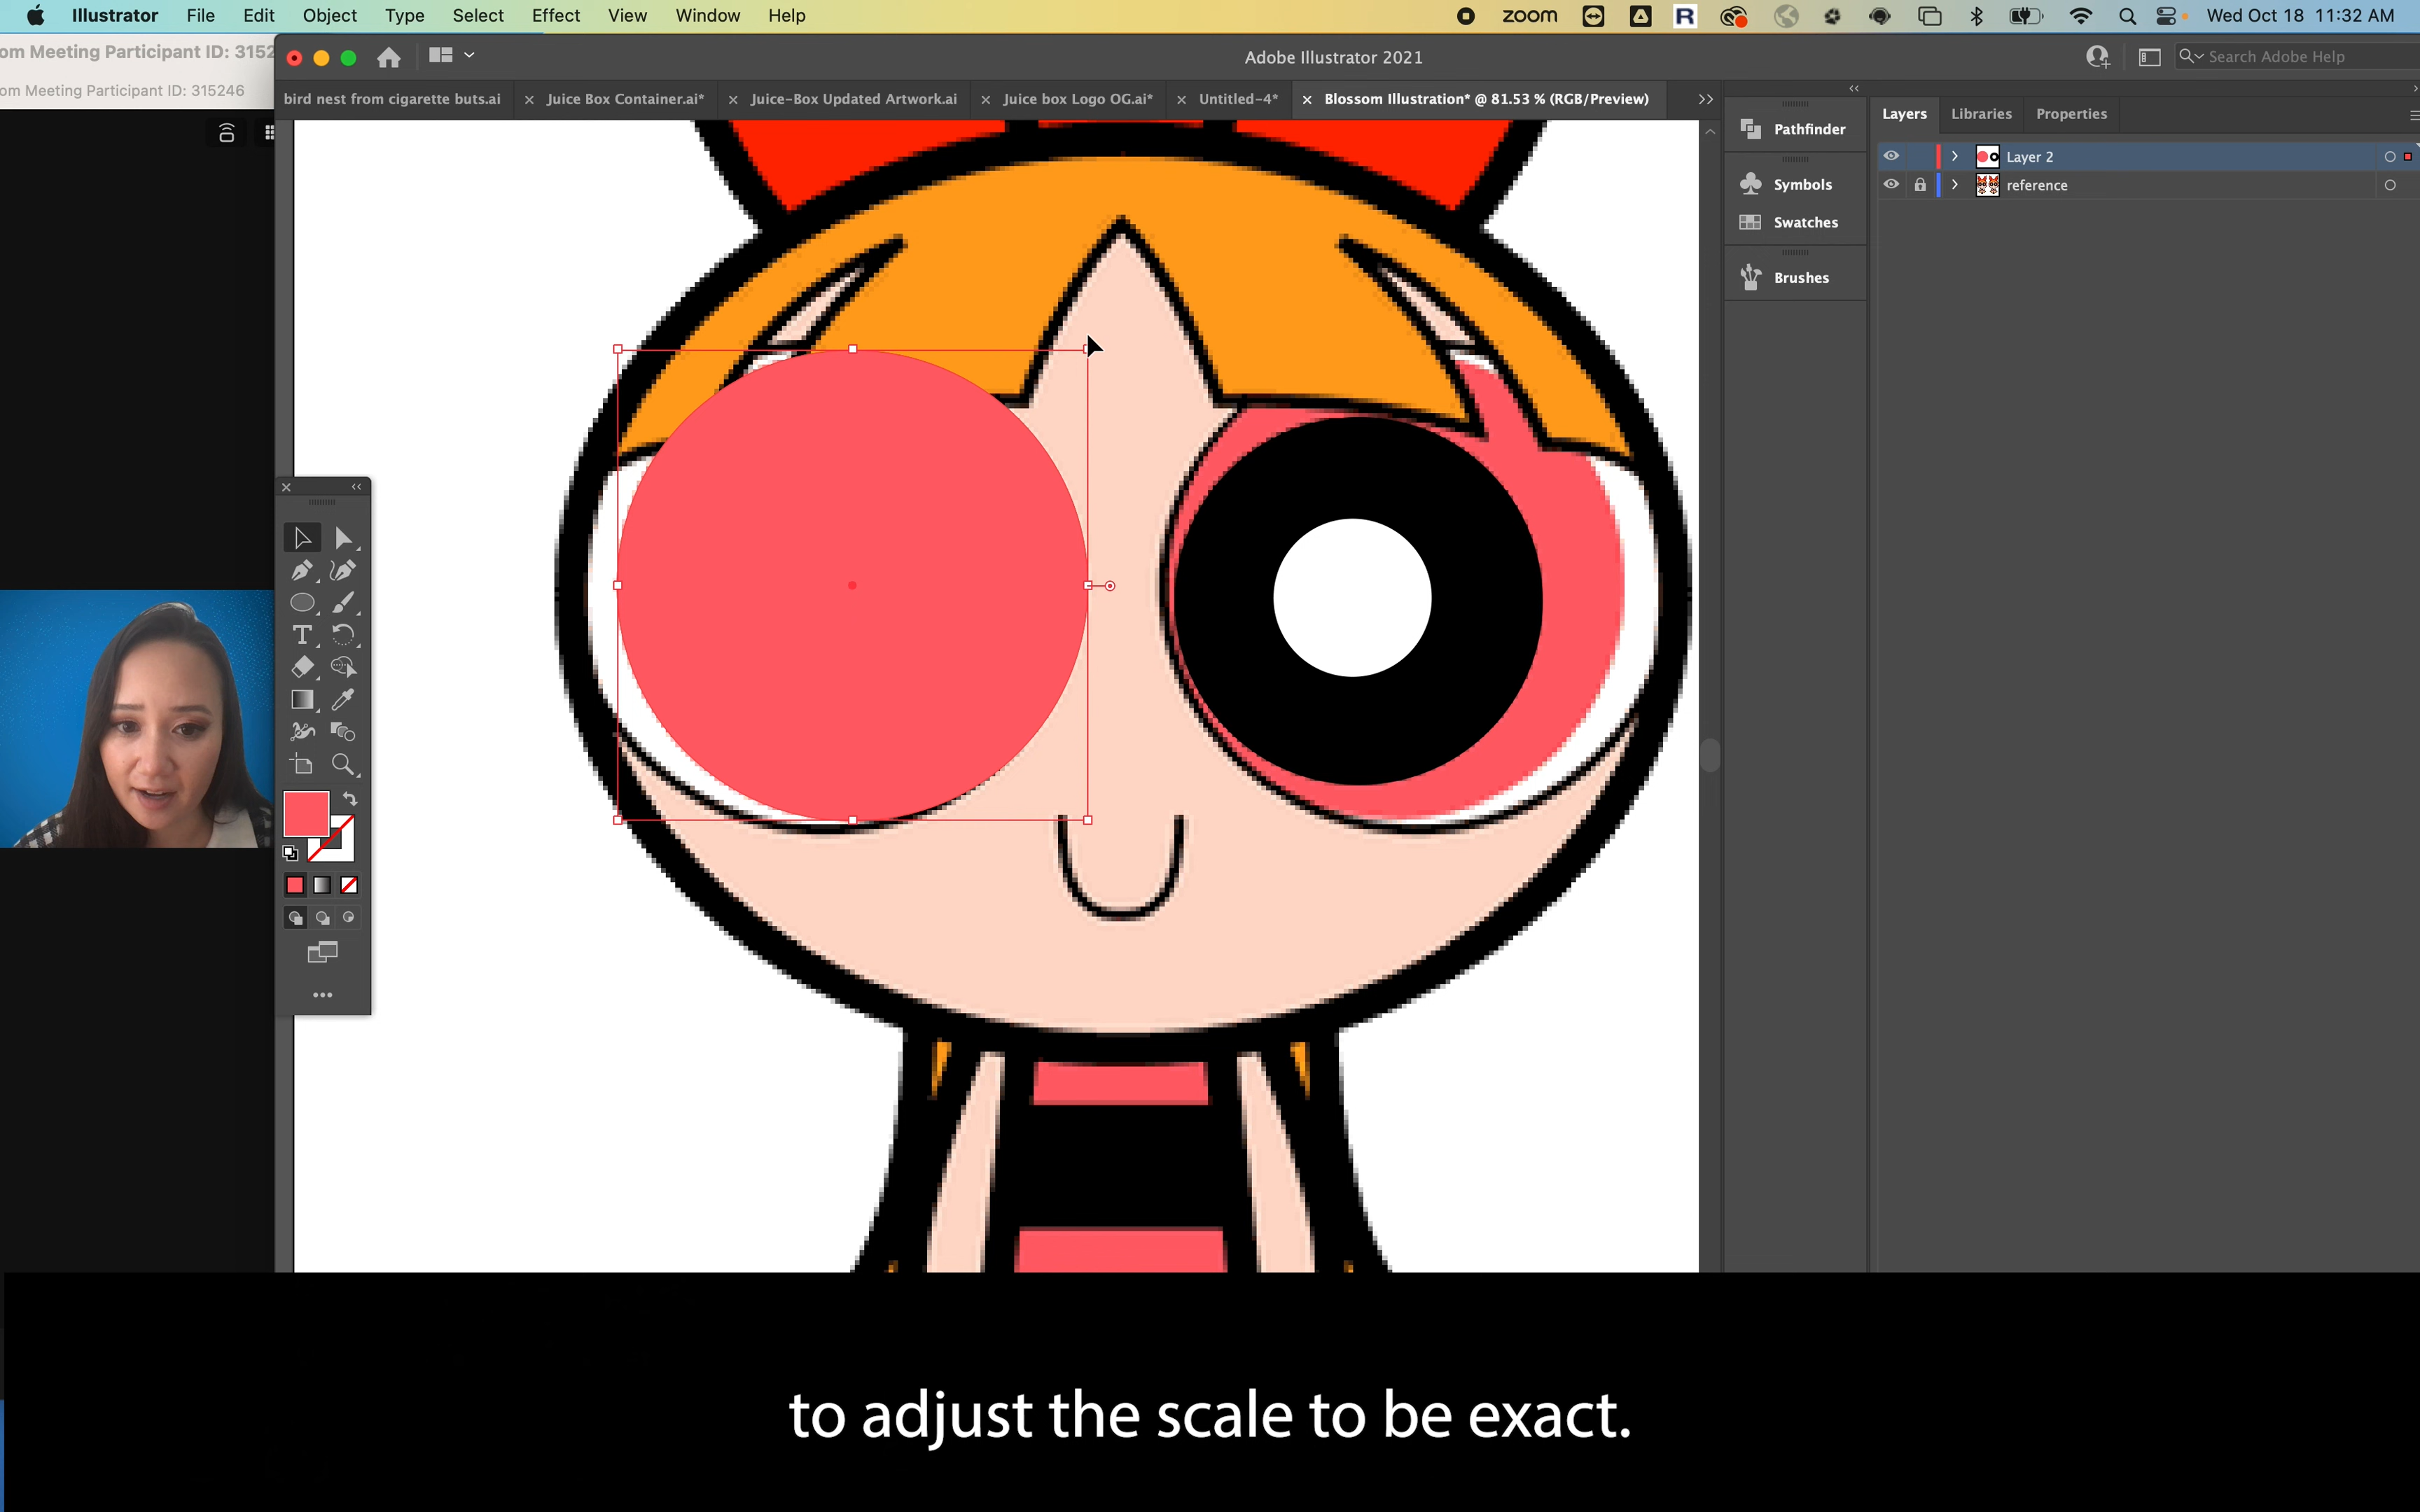 Illustrator File Edit Object Type Select Effect View Window Help zoom R Wed Oct 18 11:32 AM
om Meeting Participant ID: 3152
Adobe Illustrator 2021
Search Adobe Help
om Meeting Participant ID: 315246
bird nest from cigarette buts.ai × Juice Box Container.ai* × Juice-Box Updated Artwork.ai × Juice box Logo OG.ai* × Untitled-4* × Blossom Illustration* @ 81.53 % (RGB/Preview)
Layers Libraries Properties
Pathfinder
Layer 2
Symbols
reference
Swatches
Brushes
T
to adjust the scale to be exact.